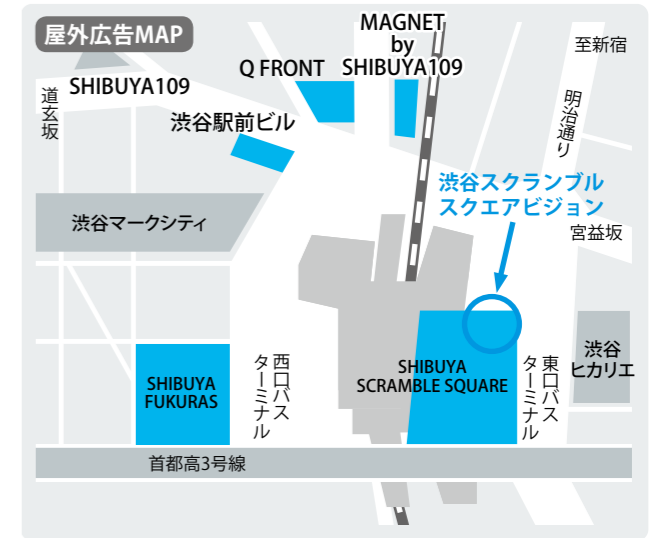 屋外広告MAP
MAGNET
by
SHIBUYA109
至新宿
Q FRONT
SHIBUYA109
道玄坂
明治通り
渋谷駅前ビル
渋谷スクランブル
スクエアビジョン
渋谷マークシティ
宮益坂
SHIBUYA
FUKURAS
西口バス
ターミナル
SHIBUYA
SCRAMBLE SQUARE
東口バス
ターミナル
渋谷
ヒカリエ
首都高3号線